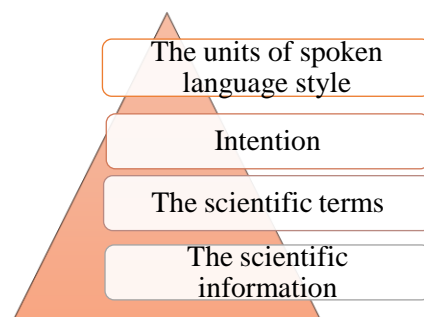 The units of spoken
language style
Intention
The scientific terms
The scientific
information